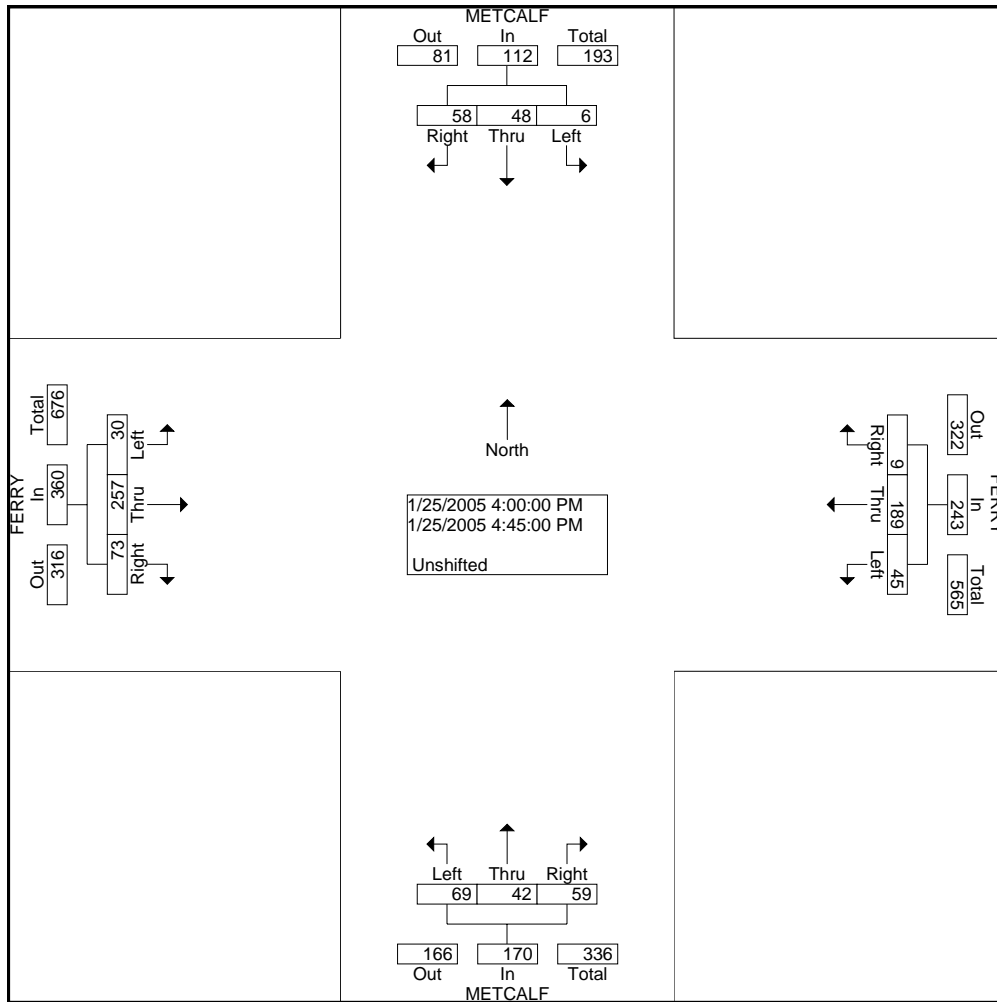 METCALF
Out In Total
81 112 193
58 48 6
Right Thru Left
FERRY
Total In Out
676 360 316
30 257 73
Left Thru Right
North
1/25/2005 4:00:00 PM
1/25/2005 4:45:00 PM
Unshifted
Right Thru Left
9 189 45
Out In Total
322 243 565
FERRY
Left Thru Right
69 42 59
166 170 336
Out In Total
METCALF